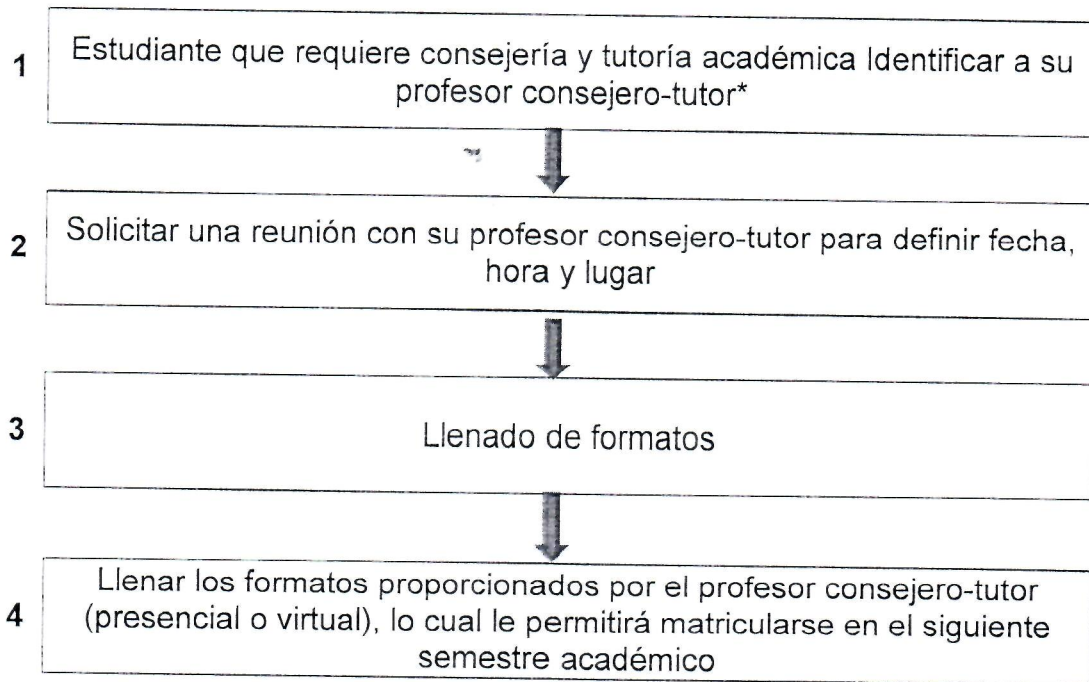 1
Estudiante que requiere consejería y tutoría académica Identificar a su
profesor consejero-tutor*
2
Solicitar una reunión con su profesor consejero-tutor para definir fecha,
hora y lugar
3
Llenado de formatos
4
Llenar los formatos proporcionados por el profesor consejero-tutor
(presencial o virtual), lo cual le permitirá matricularse en el siguiente
semestre académico